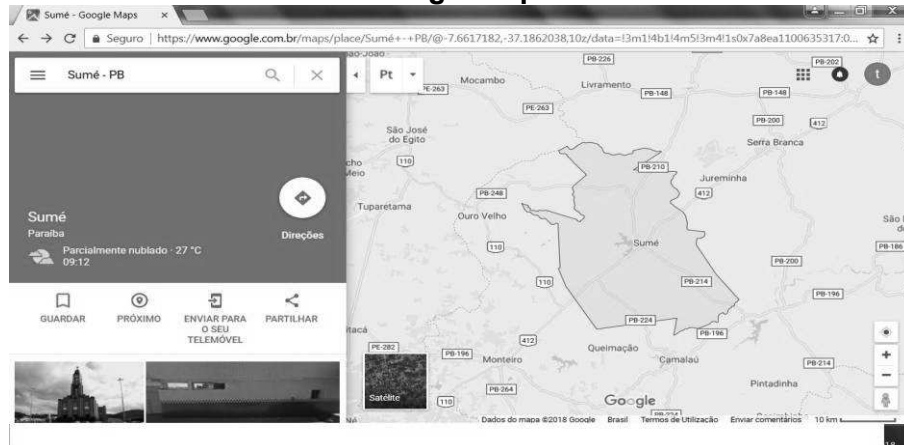 Sumé - Google Maps
Seguro | https://www.google.com.br/maps/place/Sumé+-+PB/@-7.6617182,-37.1862038,10z/data=!3m1!4b1!4m5!3m4!1s0x7a8ea1100635317:0...
Sumé - PB
Pt
t
Sumé
Paraíba
Parcialmente nublado · 27 °C
09:12
Direções
GUARDAR
PRÓXIMO
ENVIAR PARA
O SEU
TELEMÓVEL
PARTILHAR
PB-226
PB-202
Mocambo
Livramento
PE-263
PB-148
PB-148
PE-263
PB-200
412
São José
do Egito
Serra Branca
110
PB-210
Jureminha
PB-248
412
Tuparetama
Ouro Velho
São
110
Sumé
PB-186
PB-200
110
PB-214
PB-196
PB-224
PB-196
412
PE-282
PB-196
Queimação
Monteiro
Camalaú
PB-214
PB-264
Pintadinha
110
Satélite
Google
Dados do mapa ©2018 Google Brasil Termos de Utilização Enviar comentários 10 km